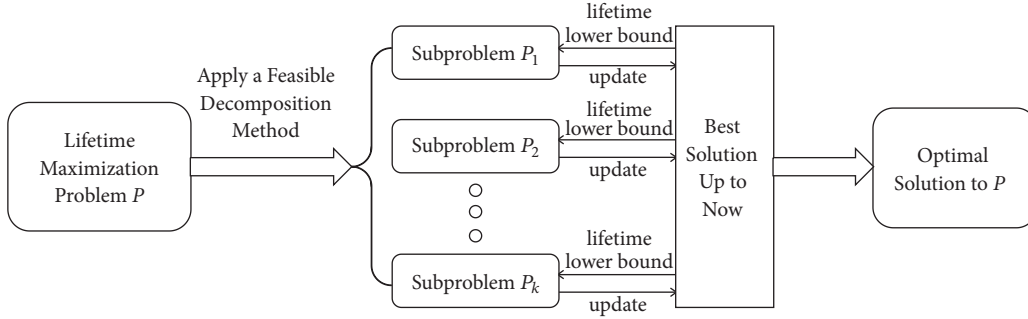 Lifetime
Maximization
Problem P
Apply a Feasible
Decomposition
Method
Subproblem P1
lifetime
lower bound
update
Subproblem P2
lifetime
lower bound
update
Subproblem Pk
lifetime
lower bound
update
Best
Solution
Up to
Now
Optimal
Solution to P